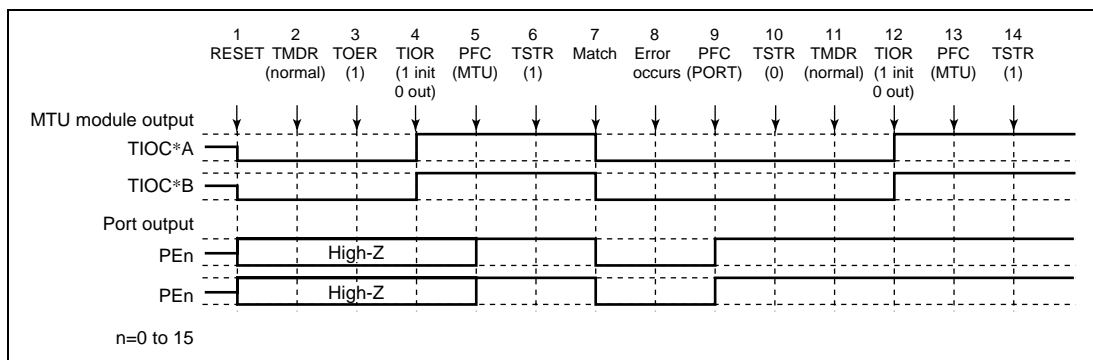 1 2 3 4 5 6 7 8 9 10 11 12 13 14
RESET TMDR TOER TIOR PFC TSTR Match Error PFC TSTR TMDR TIOR PFC TSTR
(normal) (1) (1 init (MTU) (1) occurs (PORT) (0) (normal) (1 init (MTU) (1)
0 out) 0 out)
MTU module output
TIOC*A
TIOC*B
Port output
PEn High-Z
PEn High-Z
n=0 to 15